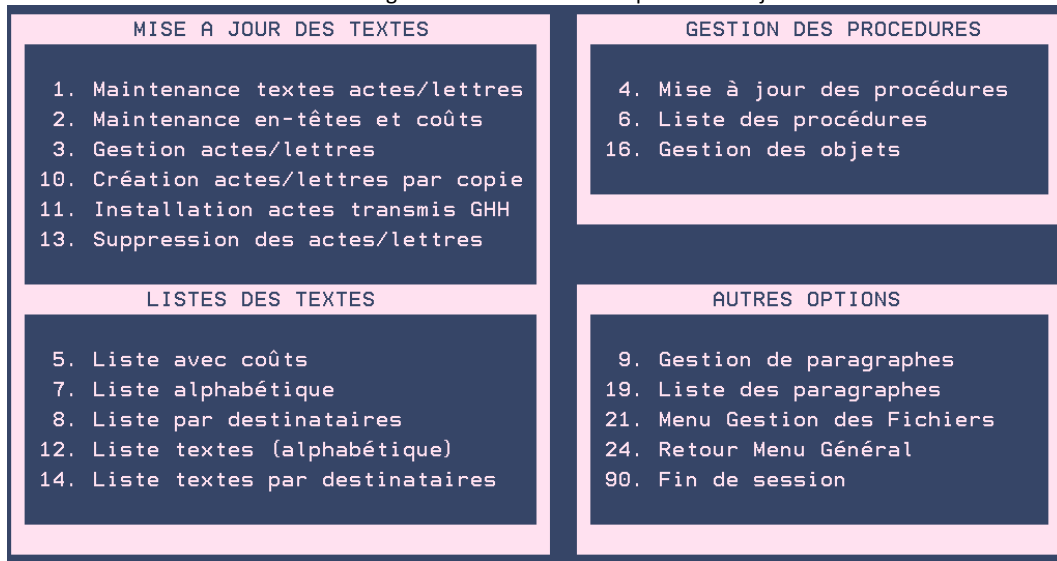 MISE A JOUR DES TEXTES
1. Maintenance textes actes/lettres
2. Maintenance en-têtes et coûts
3. Gestion actes/lettres
10. Création actes/lettres par copie
11. Installation actes transmis GHH
13. Suppression des actes/lettres
GESTION DES PROCEDURES
4. Mise à jour des procédures
6. Liste des procédures
16. Gestion des objets
LISTES DES TEXTES
5. Liste avec coûts
7. Liste alphabétique
8. Liste par destinataires
12. Liste textes (alphabétique)
14. Liste textes par destinataires
AUTRES OPTIONS
9. Gestion de paragraphes
19. Liste des paragraphes
21. Menu Gestion des Fichiers
24. Retour Menu Général
90. Fin de session